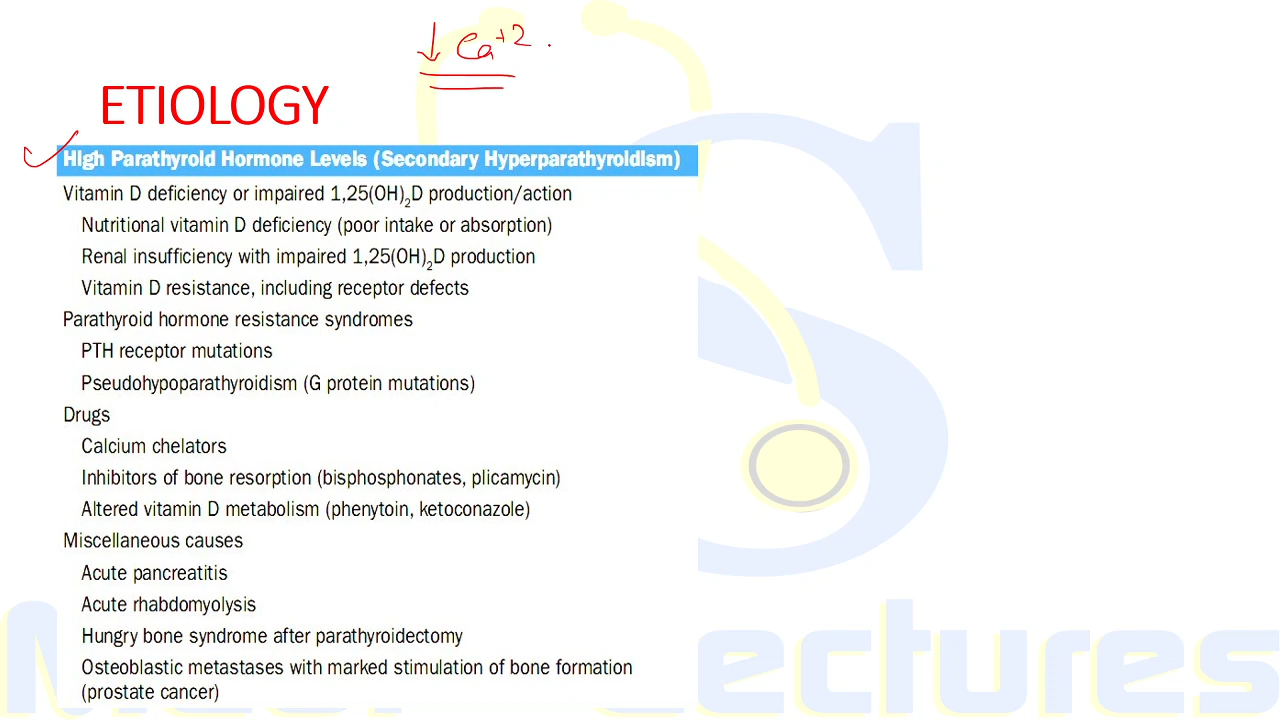 ↓ Ca+2.
ETIOLOGY
High Parathyroid Hormone Levels (Secondary Hyperparathyroidism)
Vitamin D deficiency or impaired 1,25(OH)₂D production/action
Nutritional vitamin D deficiency (poor intake or absorption)
Renal insufficiency with impaired 1,25(OH)₂D production
Vitamin D resistance, including receptor defects
Parathyroid hormone resistance syndromes
PTH receptor mutations
Pseudohypoparathyroidism (G protein mutations)
Drugs
Calcium chelators
Inhibitors of bone resorption (bisphosphonates, plicamycin)
Altered vitamin D metabolism (phenytoin, ketoconazole)
Miscellaneous causes
Acute pancreatitis
Acute rhabdomyolysis
Hungry bone syndrome after parathyroidectomy
Osteoblastic metastases with marked stimulation of bone formation
(prostate cancer)
Lectures